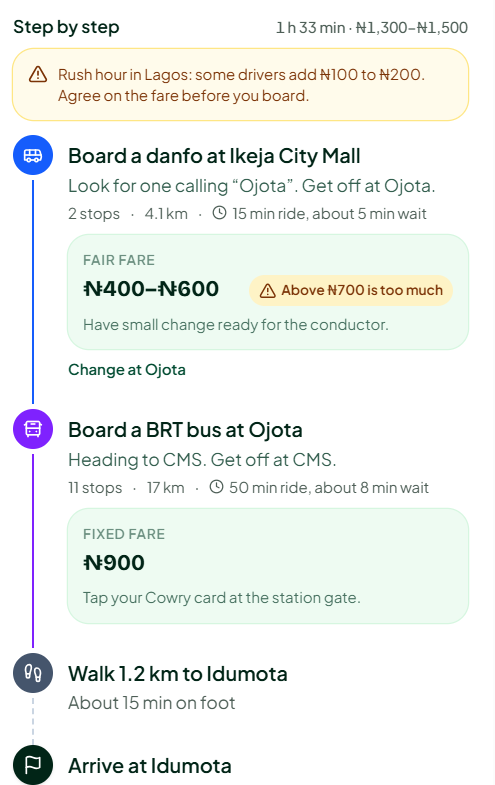 Step by step
1 h 33 min · ₦1,300–₦1,500
Rush hour in Lagos: some drivers add ₦100 to ₦200.
Agree on the fare before you board.
Board a danfo at Ikeja City Mall
Look for one calling “Ojota”. Get off at Ojota.
2 stops · 4.1 km · 15 min ride, about 5 min wait
FAIR FARE
₦400–₦600
Above ₦700 is too much
Have small change ready for the conductor.
Change at Ojota
Board a BRT bus at Ojota
Heading to CMS. Get off at CMS.
11 stops · 17 km · 50 min ride, about 8 min wait
FIXED FARE
₦900
Tap your Cowry card at the station gate.
Walk 1.2 km to Idumota
About 15 min on foot
Arrive at Idumota